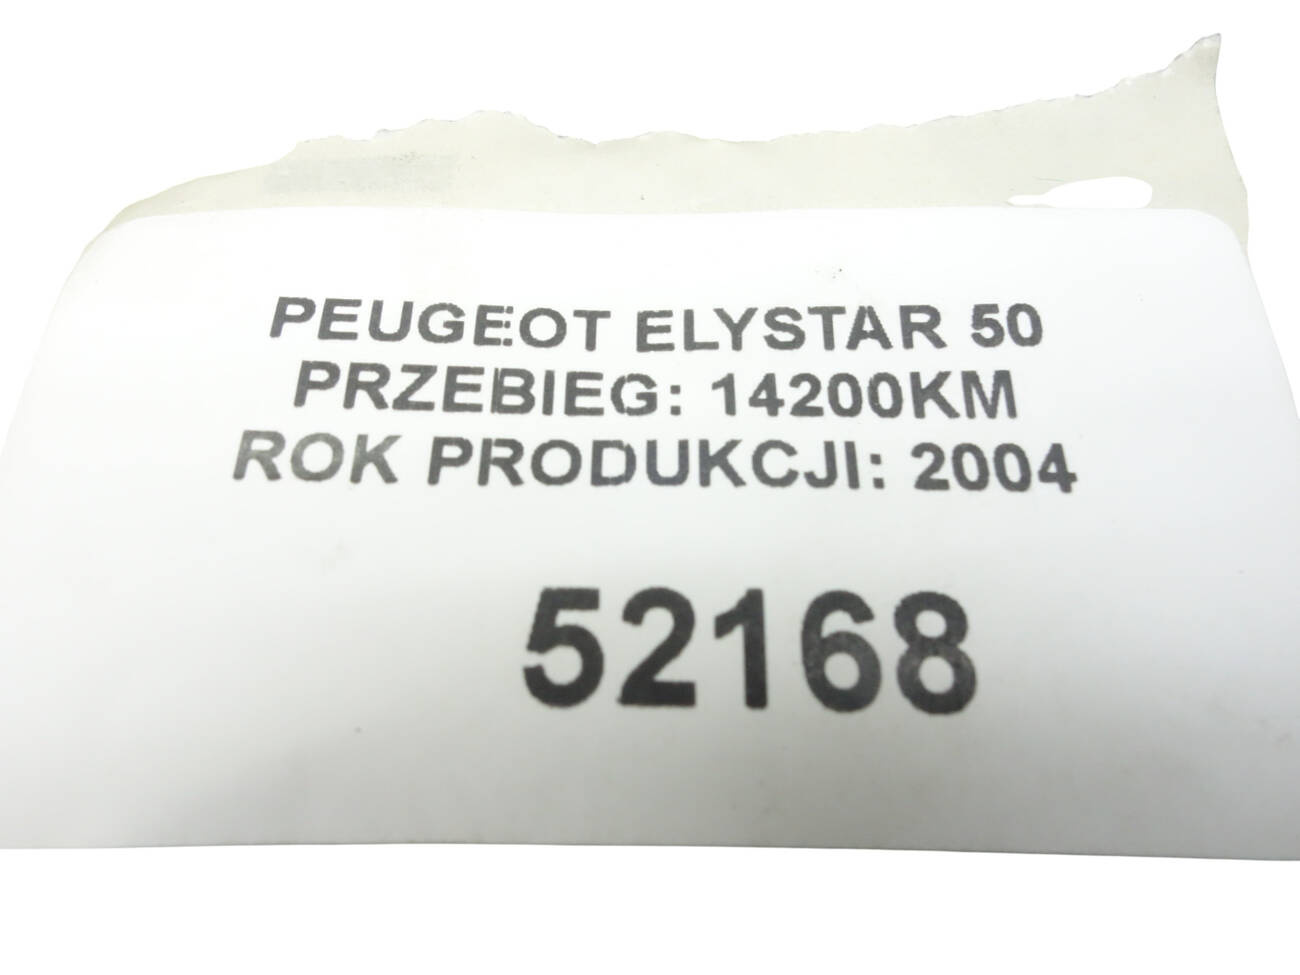 PEUGEOT ELYSTAR 50
PRZEBIEG: 14200KM
ROK PRODUKCJI: 2004
52168